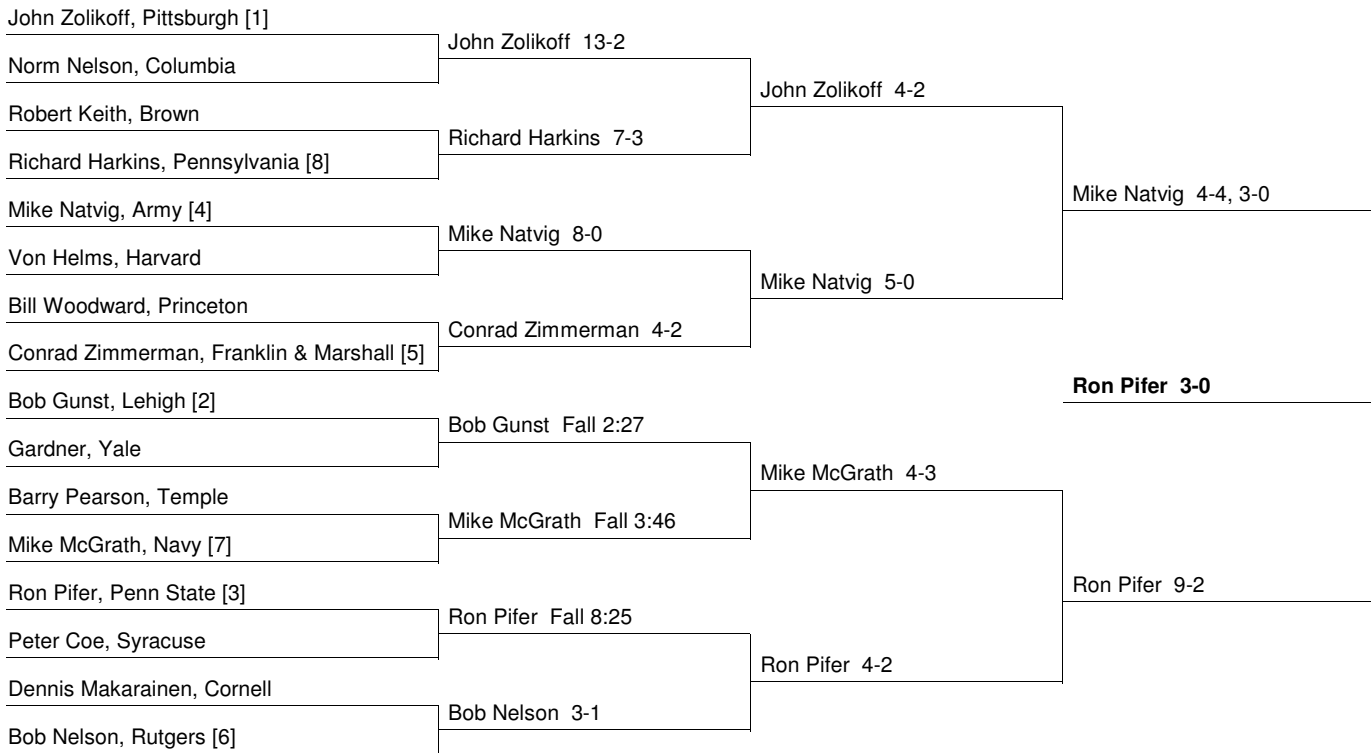 John Zolikoff, Pittsburgh [1]
Norm Nelson, Columbia
Robert Keith, Brown
Richard Harkins, Pennsylvania [8]
Mike Natvig, Army [4]
Von Helms, Harvard
Bill Woodward, Princeton
Conrad Zimmerman, Franklin & Marshall [5]
Bob Gunst, Lehigh [2]
Gardner, Yale
Barry Pearson, Temple
Mike McGrath, Navy [7]
Ron Pifer, Penn State [3]
Peter Coe, Syracuse
Dennis Makarainen, Cornell
Bob Nelson, Rutgers [6]
John Zolikoff 13-2
Richard Harkins 7-3
Mike Natvig 8-0
Conrad Zimmerman 4-2
Bob Gunst Fall 2:27
Mike McGrath Fall 3:46
Ron Pifer Fall 8:25
Bob Nelson 3-1
John Zolikoff 4-2
Mike Natvig 5-0
Mike McGrath 4-3
Ron Pifer 4-2
Mike Natvig 4-4, 3-0
Ron Pifer 9-2
Ron Pifer 3-0